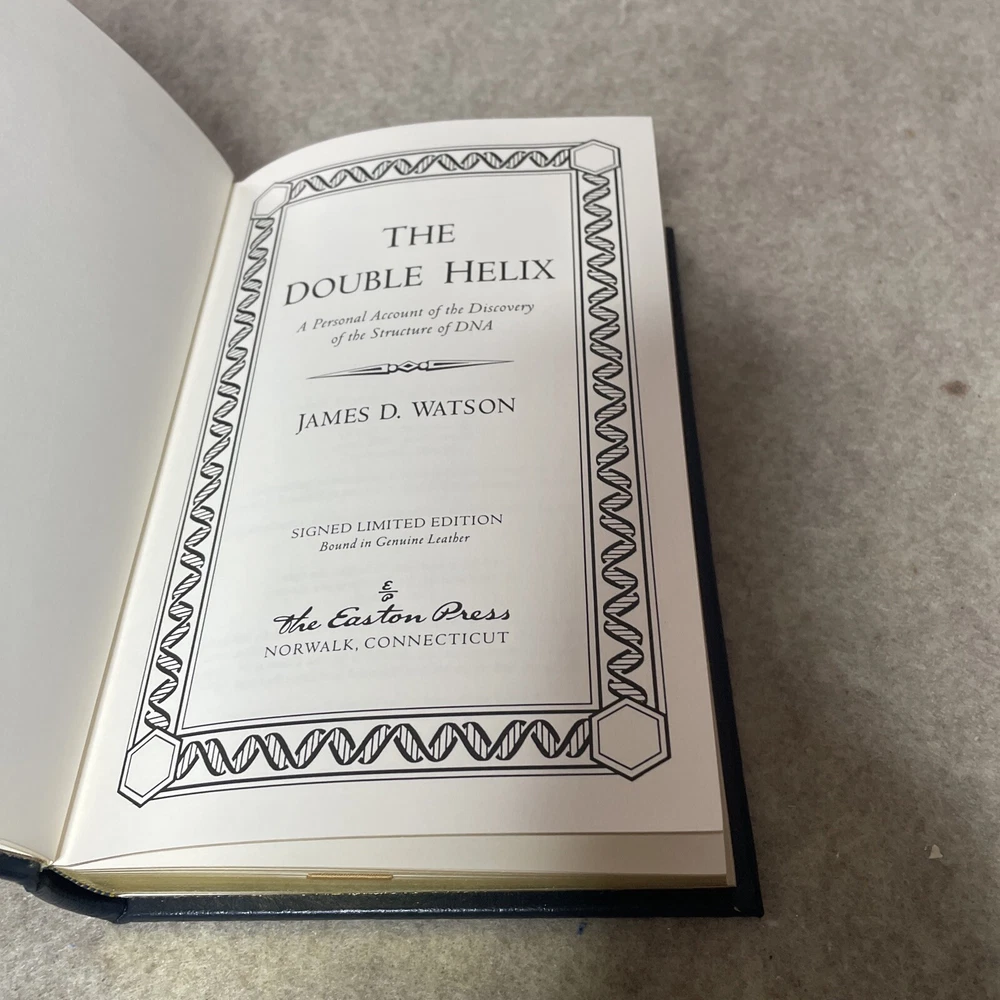 THE
DOUBLE HELIX
A Personal Account of the Discovery
of the Structure of DNA
JAMES D. WATSON
SIGNED LIMITED EDITION
Bound in Genuine Leather
E
P
The Easton Press
NORWALK, CONNECTICUT